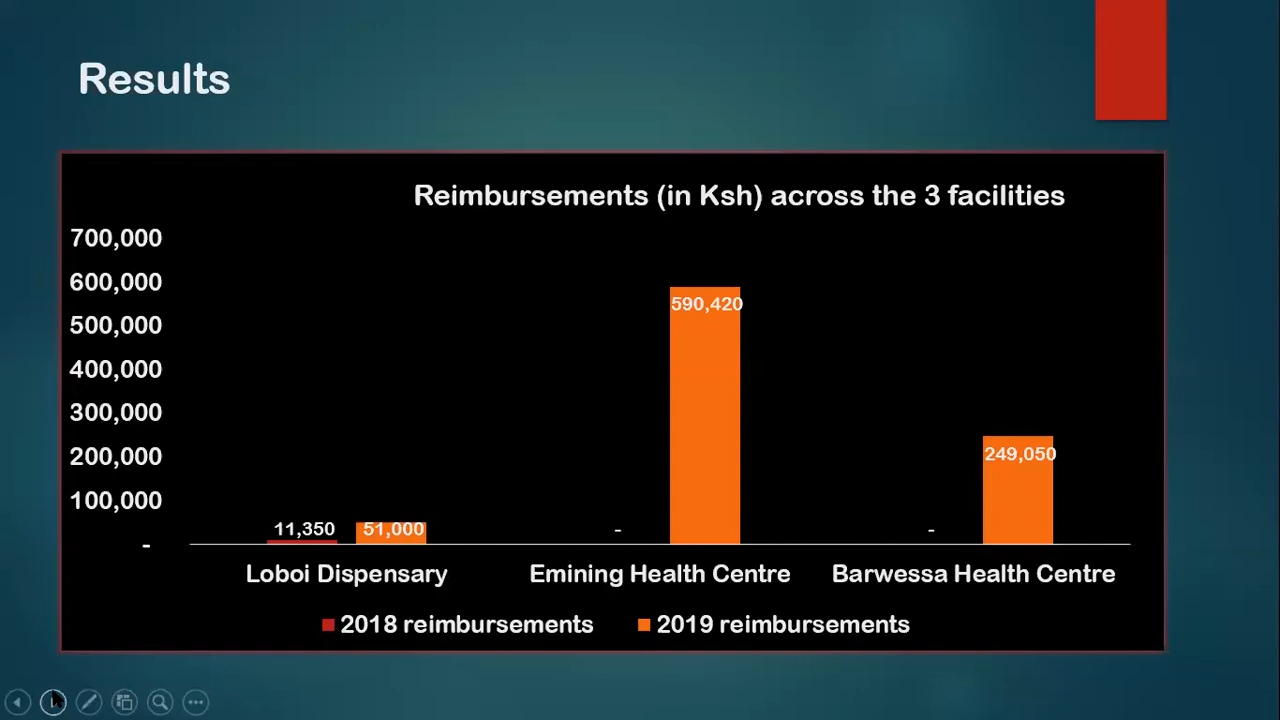 Results
Reimbursements (in Ksh) across the 3 facilities
700,000
600,000
500,000
400,000
300,000
200,000
100,000
-
590,420
249,050
11,350
51,000
-
-
Loboi Dispensary
Emining Health Centre
Barwessa Health Centre
2018 reimbursements
2019 reimbursements